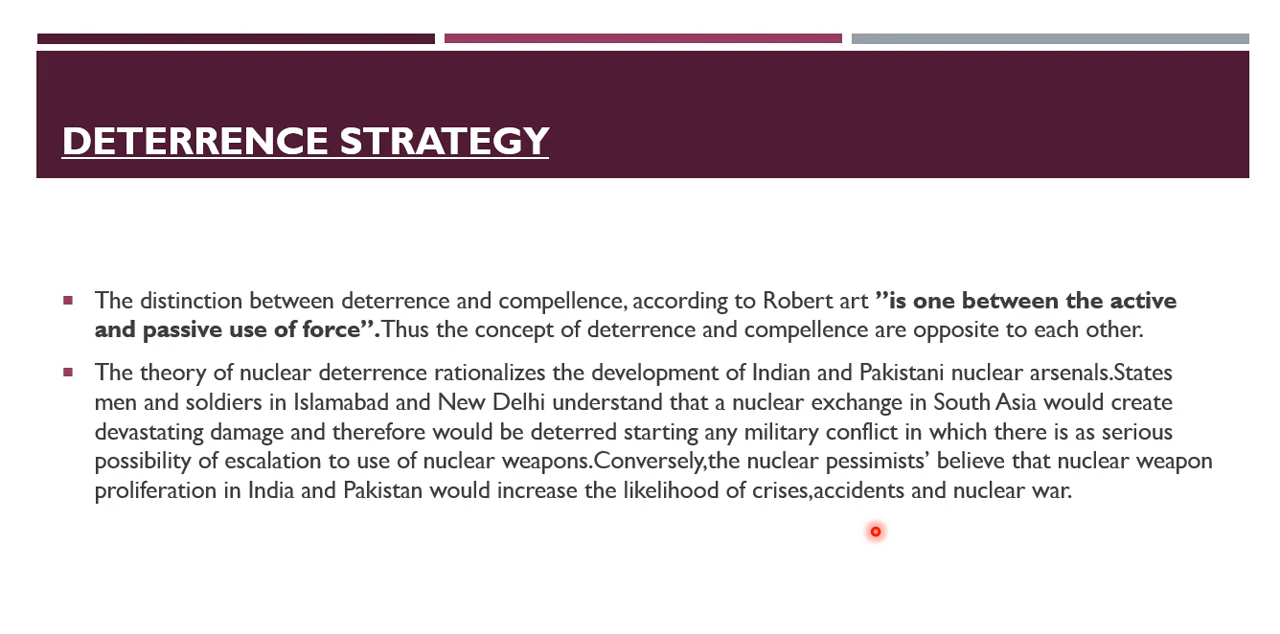 DETERRENCE STRATEGY
The distinction between deterrence and compellence, according to Robert art ”is one between the active
and passive use of force”.Thus the concept of deterrence and compellence are opposite to each other.
The theory of nuclear deterrence rationalizes the development of Indian and Pakistani nuclear arsenals.States
men and soldiers in Islamabad and New Delhi understand that a nuclear exchange in South Asia would create
devastating damage and therefore would be deterred starting any military conflict in which there is as serious
possibility of escalation to use of nuclear weapons.Conversely,the nuclear pessimists’ believe that nuclear weapon
proliferation in India and Pakistan would increase the likelihood of crises,accidents and nuclear war.